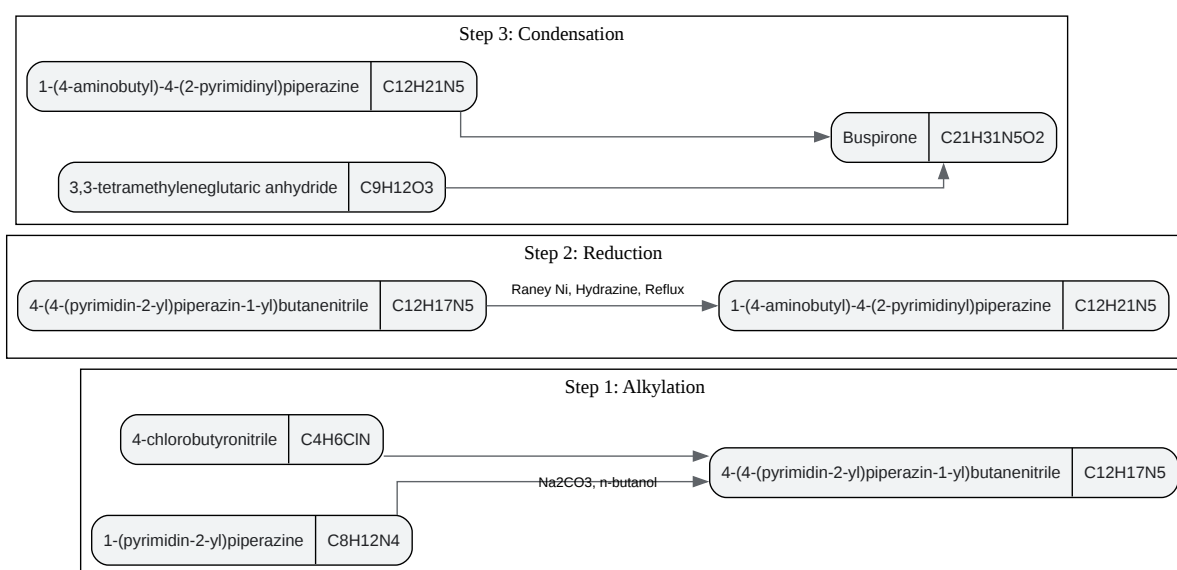 Step 3: Condensation
1-(4-aminobutyl)-4-(2-pyrimidinyl)piperazine C12H21N5
Buspirone C21H31N5O2
3,3-tetramethyleneglutaric anhydride C9H12O3
Step 2: Reduction
4-(4-(pyrimidin-2-yl)piperazin-1-yl)butanenitrile C12H17N5
Raney Ni, Hydrazine, Reflux
1-(4-aminobutyl)-4-(2-pyrimidinyl)piperazine C12H21N5
Step 1: Alkylation
4-chlorobutyronitrile C4H6ClN
4-(4-(pyrimidin-2-yl)piperazin-1-yl)butanenitrile C12H17N5
Na2CO3, n-butanol
1-(pyrimidin-2-yl)piperazine C8H12N4